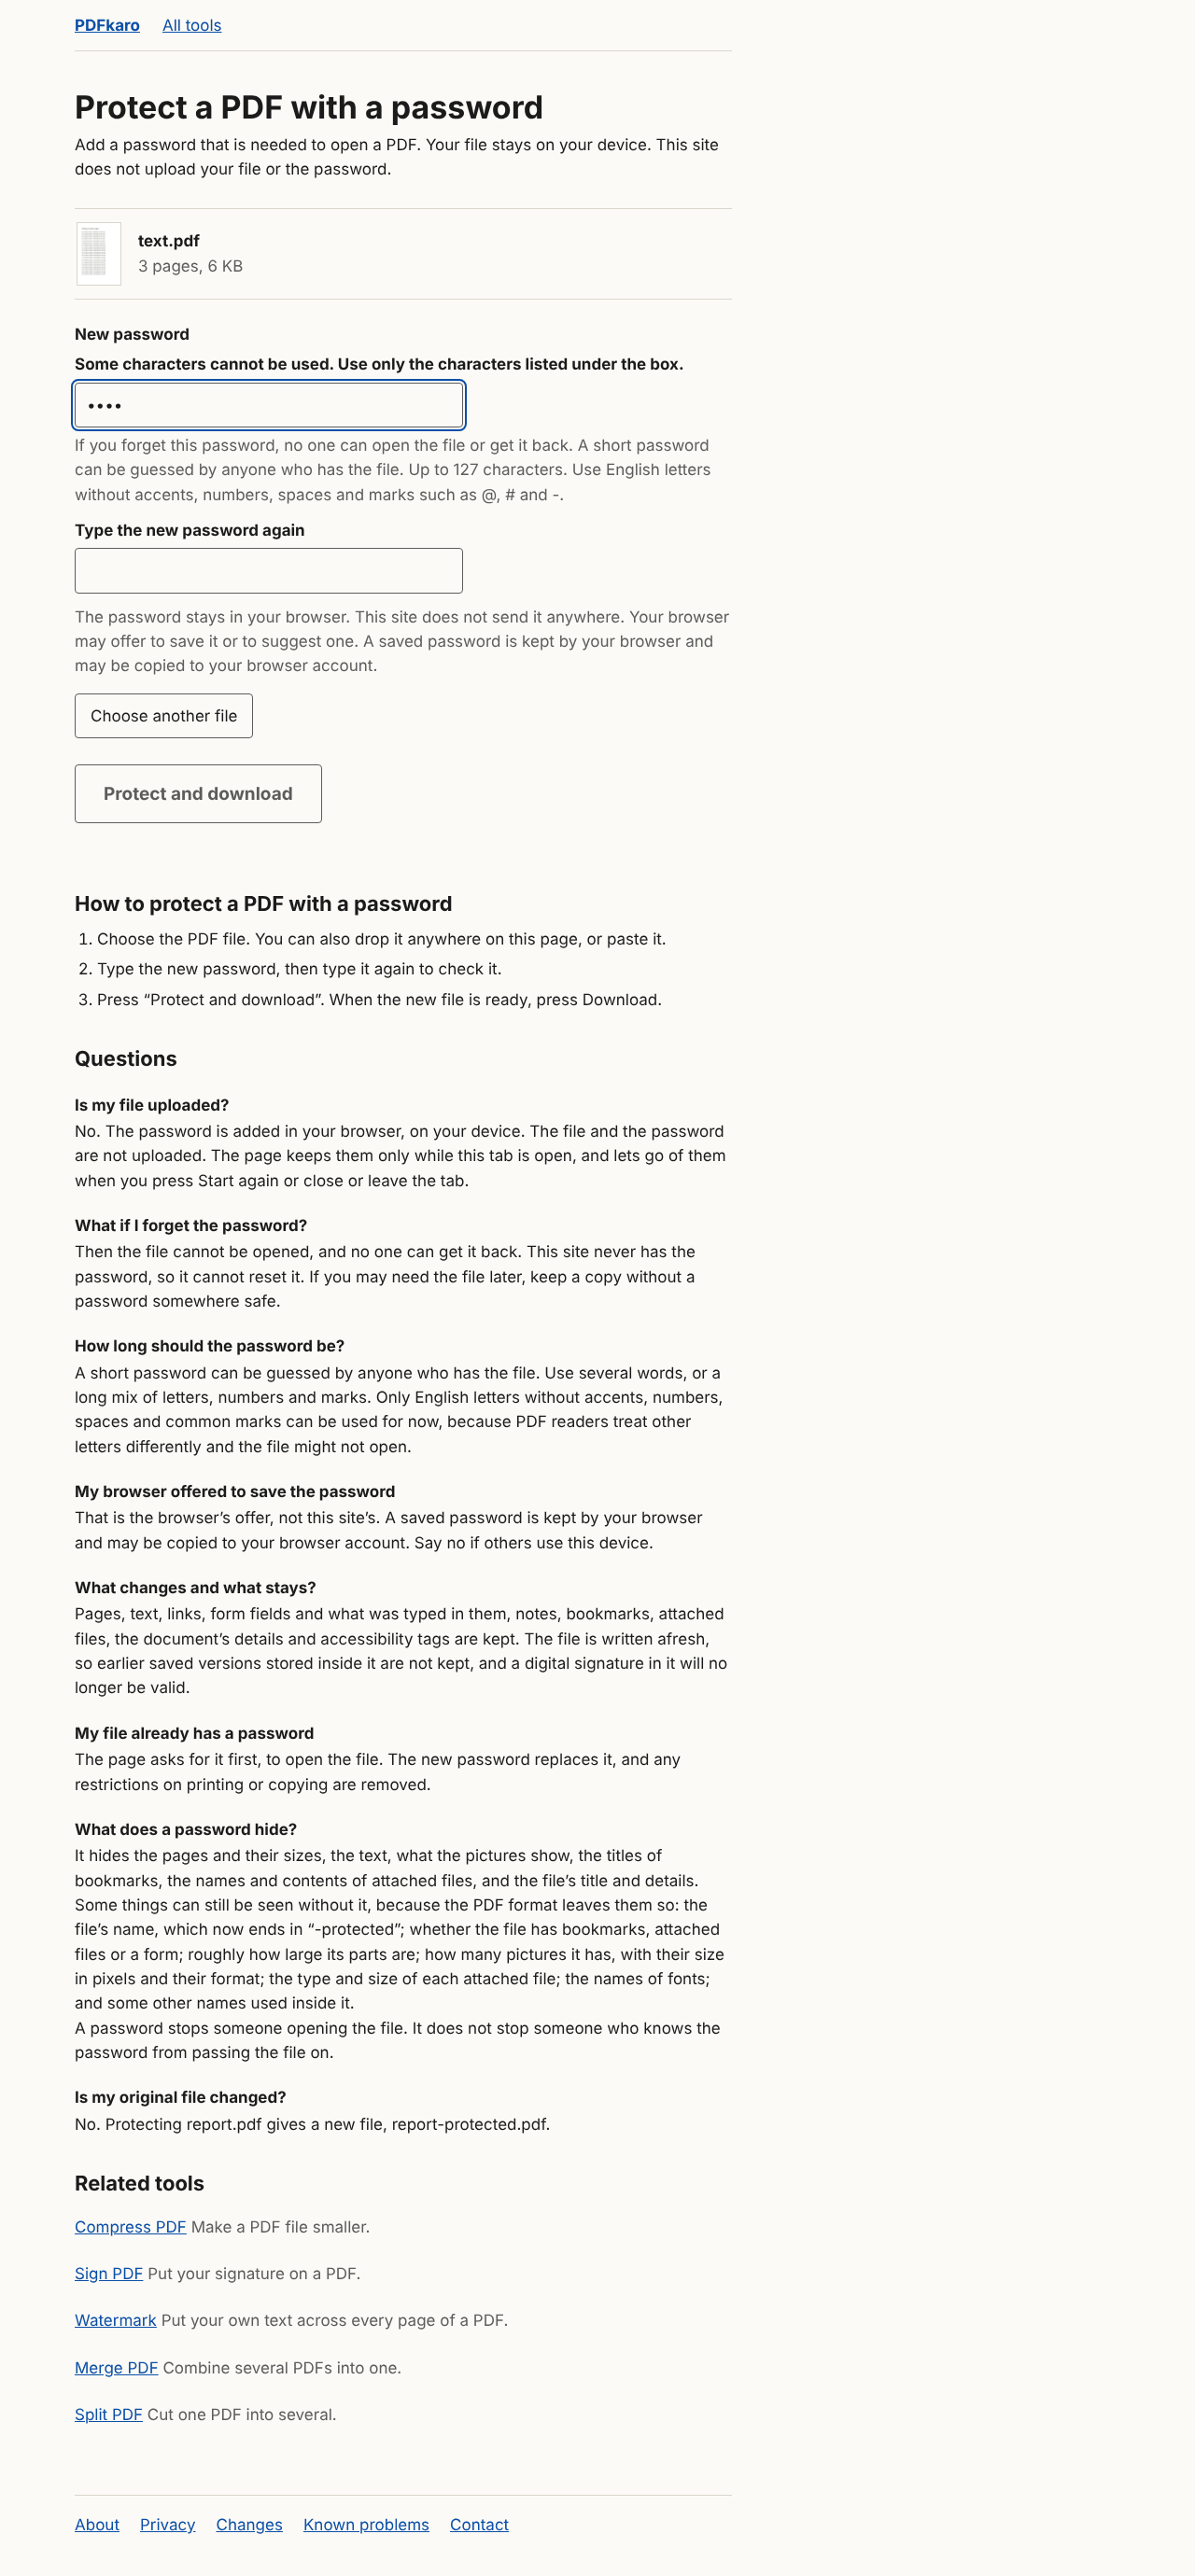 PDFkaro All tools
Protect a PDF with a password
Add a password that is needed to open a PDF. Your file stays on your device. This site
does not upload your file or the password.
text.pdf
3 pages, 6 KB
New password
Some characters cannot be used. Use only the characters listed under the box.
••••
If you forget this password, no one can open the file or get it back. A short password
can be guessed by anyone who has the file. Up to 127 characters. Use English letters
without accents, numbers, spaces and marks such as @, # and -.
Type the new password again
The password stays in your browser. This site does not send it anywhere. Your browser
may offer to save it or to suggest one. A saved password is kept by your browser and
may be copied to your browser account.
Choose another file
Protect and download
How to protect a PDF with a password
1. Choose the PDF file. You can also drop it anywhere on this page, or paste it.
2. Type the new password, then type it again to check it.
3. Press “Protect and download”. When the new file is ready, press Download.
Questions
Is my file uploaded?
No. The password is added in your browser, on your device. The file and the password
are not uploaded. The page keeps them only while this tab is open, and lets go of them
when you press Start again or close or leave the tab.
What if I forget the password?
Then the file cannot be opened, and no one can get it back. This site never has the
password, so it cannot reset it. If you may need the file later, keep a copy without a
password somewhere safe.
How long should the password be?
A short password can be guessed by anyone who has the file. Use several words, or a
long mix of letters, numbers and marks. Only English letters without accents, numbers,
spaces and common marks can be used for now, because PDF readers treat other
letters differently and the file might not open.
My browser offered to save the password
That is the browser’s offer, not this site’s. A saved password is kept by your browser
and may be copied to your browser account. Say no if others use this device.
What changes and what stays?
Pages, text, links, form fields and what was typed in them, notes, bookmarks, attached
files, the document’s details and accessibility tags are kept. The file is written afresh,
so earlier saved versions stored inside it are not kept, and a digital signature in it will no
longer be valid.
My file already has a password
The page asks for it first, to open the file. The new password replaces it, and any
restrictions on printing or copying are removed.
What does a password hide?
It hides the pages and their sizes, the text, what the pictures show, the titles of
bookmarks, the names and contents of attached files, and the file’s title and details.
Some things can still be seen without it, because the PDF format leaves them so: the
file’s name, which now ends in “-protected”; whether the file has bookmarks, attached
files or a form; roughly how large its parts are; how many pictures it has, with their size
in pixels and their format; the type and size of each attached file; the names of fonts;
and some other names used inside it.
A password stops someone opening the file. It does not stop someone who knows the
password from passing the file on.
Is my original file changed?
No. Protecting report.pdf gives a new file, report-protected.pdf.
Related tools
Compress PDF Make a PDF file smaller.
Sign PDF Put your signature on a PDF.
Watermark Put your own text across every page of a PDF.
Merge PDF Combine several PDFs into one.
Split PDF Cut one PDF into several.
About Privacy Changes Known problems Contact